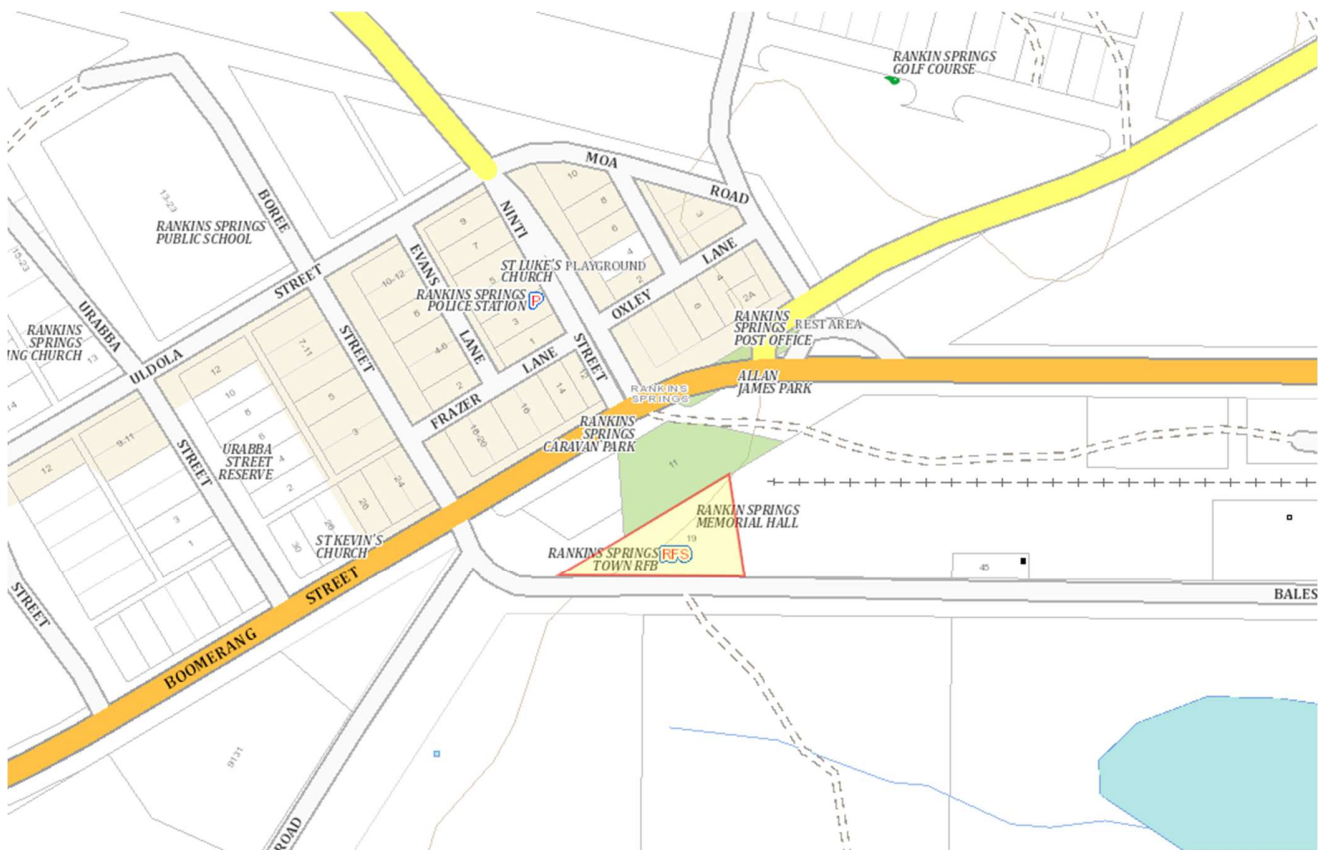 RANKIN SPRINGS
GOLF COURSE
MOA
ROAD
10
8
6
4
2
3
BOREE
13-23
RANKINS SPRINGS
PUBLIC SCHOOL
NINTI
9
7
5
3
1
EVANS
LANE
ST LUKE'S
CHURCH
PLAYGROUND
LANE
OXLEY
RANKINS SPRINGS
POLICE STATION
P
10-12
6
4-6
2
STREET
15-23
URABBA
RANKINS
SPRINGS
NG CHURCH
13
14
ULDOLA
STREET
STREET
6
4
2A
RANKINS
SPRINGS
POST OFFICE
REST AREA
7-11
5
3
LANE
FRAZER
12
14
16
18-20
RANKINS
SPRINGS
ALLAN
JAMES PARK
12
10
8
6
4
2
URABBA
STREET
RESERVE
RANKINS
SPRINGS
CARAVAN PARK
12
9-11
3
1
STREET
24
26
28
30
11
RANKIN SPRINGS
MEMORIAL HALL
19
ST KEVIN'S
CHURCH
RANKINS SPRINGS
TOWN RFB
RFS
45
STREET
BOOMERANG
STREET
BALES
9131
ROAD